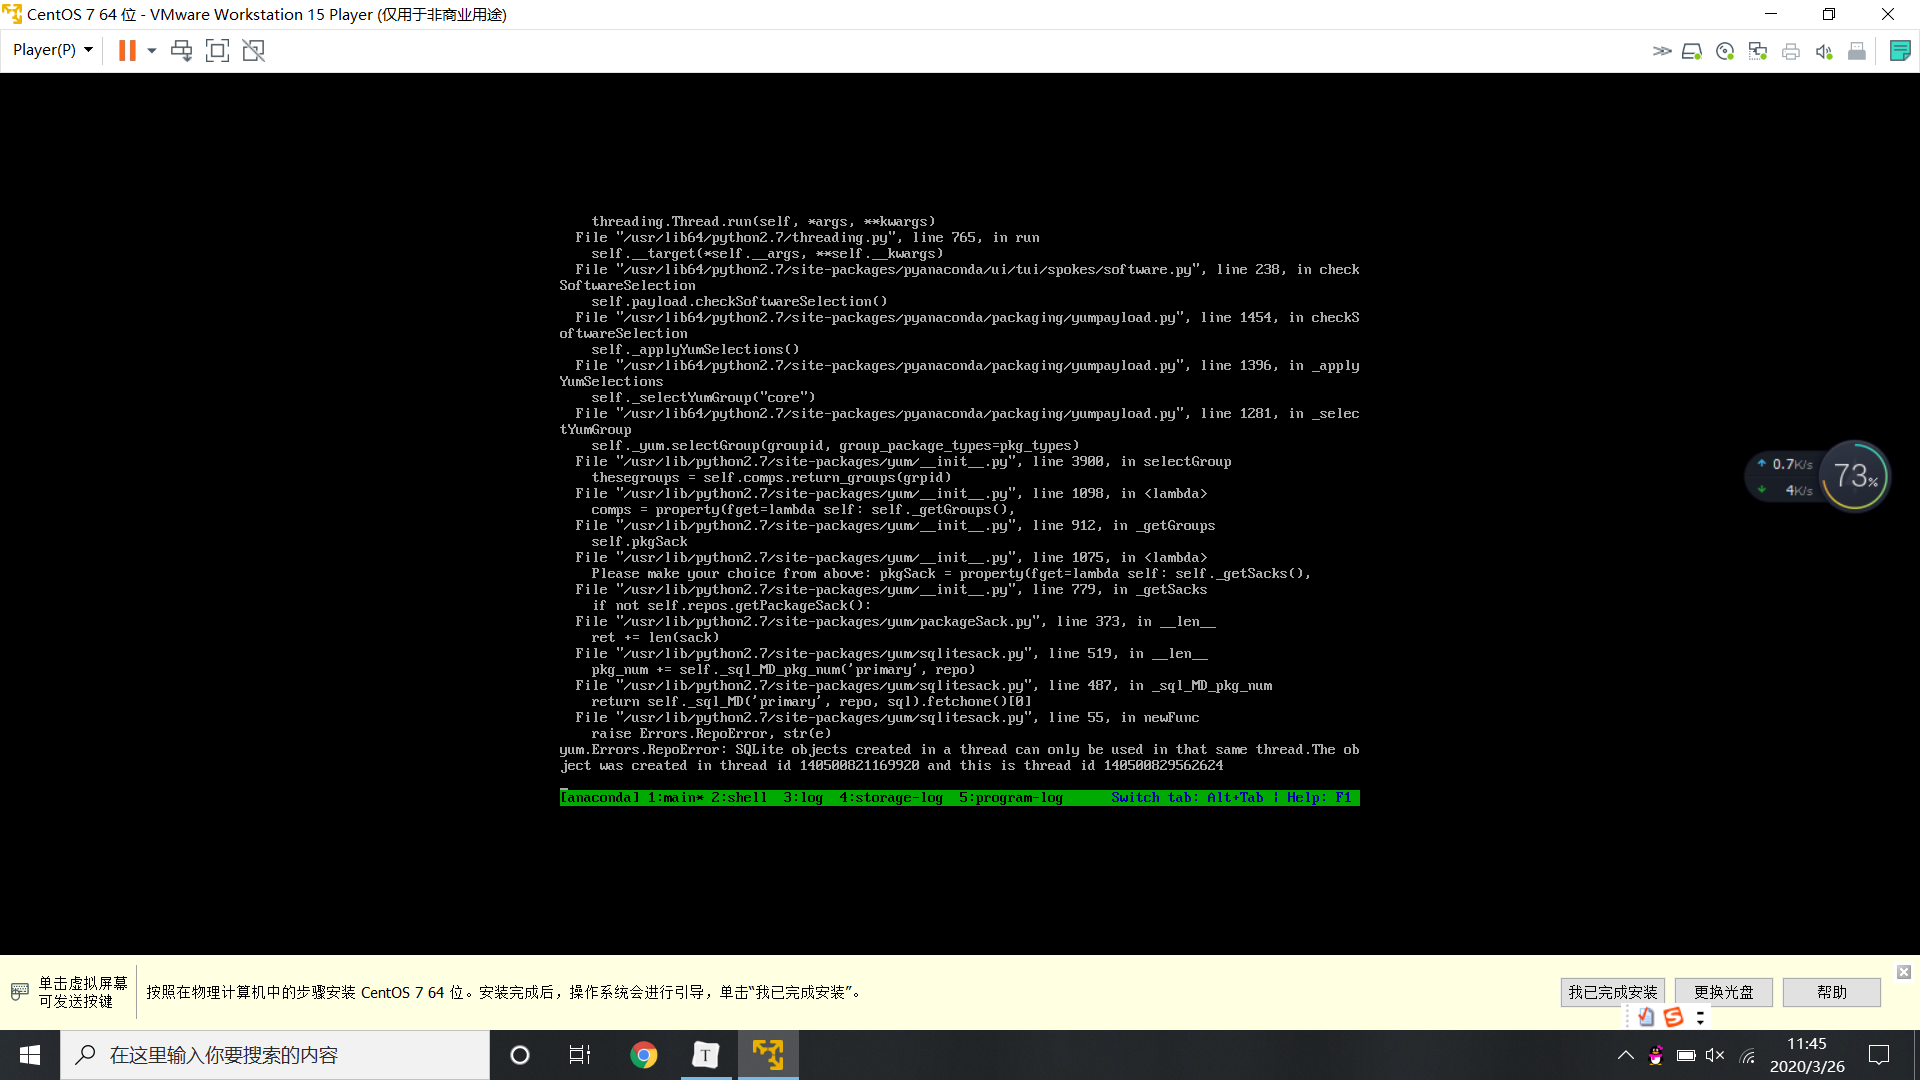 CentOS 7 64 位 - VMware Workstation 15 Player (仅用于非商业用途)
Player(P)
    threading.Thread.run(self, *args, **kwargs)
  File "/usr/lib64/python2.7/threading.py", line 765, in run
    self.__target(*self.__args, **self.__kwargs)
  File "/usr/lib64/python2.7/site-packages/pyanaconda/ui/tui/spokes/software.py", line 238, in check
SoftwareSelection
    self.payload.checkSoftwareSelection()
  File "/usr/lib64/python2.7/site-packages/pyanaconda/packaging/yumpayload.py", line 1454, in checkS
oftwareSelection
    self._applyYumSelections()
  File "/usr/lib64/python2.7/site-packages/pyanaconda/packaging/yumpayload.py", line 1396, in _apply
YumSelections
    self._selectYumGroup("core")
  File "/usr/lib64/python2.7/site-packages/pyanaconda/packaging/yumpayload.py", line 1281, in _selec
tYumGroup
    self._yum.selectGroup(groupid, group_package_types=pkg_types)
  File "/usr/lib/python2.7/site-packages/yum/__init__.py", line 3900, in selectGroup
    thesegroups = self.comps.return_groups(grpid)
  File "/usr/lib/python2.7/site-packages/yum/__init__.py", line 1098, in <lambda>
    comps = property(fget=lambda self: self._getGroups(),
  File "/usr/lib/python2.7/site-packages/yum/__init__.py", line 912, in _getGroups
    self.pkgSack
  File "/usr/lib/python2.7/site-packages/yum/__init__.py", line 1075, in <lambda>
    Please make your choice from above: pkgSack = property(fget=lambda self: self._getSacks(),
  File "/usr/lib/python2.7/site-packages/yum/__init__.py", line 779, in _getSacks
    if not self.repos.getPackageSack():
  File "/usr/lib/python2.7/site-packages/yum/packageSack.py", line 373, in __len__
    ret += len(sack)
  File "/usr/lib/python2.7/site-packages/yum/sqlitesack.py", line 519, in __len__
    pkg_num += self._sql_MD_pkg_num('primary', repo)
  File "/usr/lib/python2.7/site-packages/yum/sqlitesack.py", line 487, in _sql_MD_pkg_num
    return self._sql_MD('primary', repo, sql).fetchone()[0]
  File "/usr/lib/python2.7/site-packages/yum/sqlitesack.py", line 55, in newFunc
    raise Errors.RepoError, str(e)
yum.Errors.RepoError: SQLite objects created in a thread can only be used in that same thread.The ob
ject was created in thread id 140500821169920 and this is thread id 140500829562624
[anaconda] 1:main* 2:shell  3:log  4:storage-log  5:program-log      Switch tab: Alt+Tab | Help: F1
0.7K/s
4K/s
73%
单击虚拟屏幕
可发送按键
按照在物理计算机中的步骤安装 CentOS 7 64 位。安装完成后，操作系统会进行引导，单击“我已完成安装”。
我已完成安装 更换光盘 帮助
在这里输入你要搜索的内容
T
11:45
2020/3/26